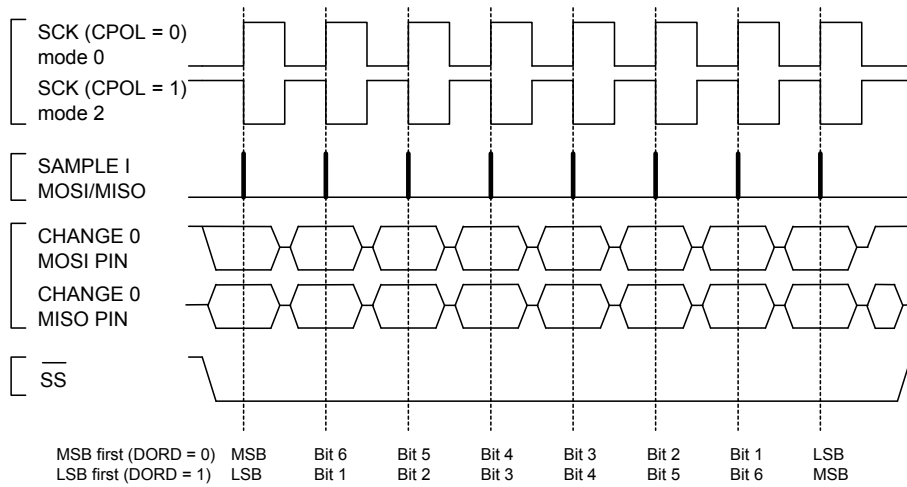 SCK (CPOL = 0)
mode 0
SCK (CPOL = 1)
mode 2
SAMPLE I
MOSI/MISO
CHANGE 0
MOSI PIN
CHANGE 0
MISO PIN
SS
MSB first (DORD = 0) MSB Bit 6 Bit 5 Bit 4 Bit 3 Bit 2 Bit 1 LSB
LSB first (DORD = 1) LSB Bit 1 Bit 2 Bit 3 Bit 4 Bit 5 Bit 6 MSB